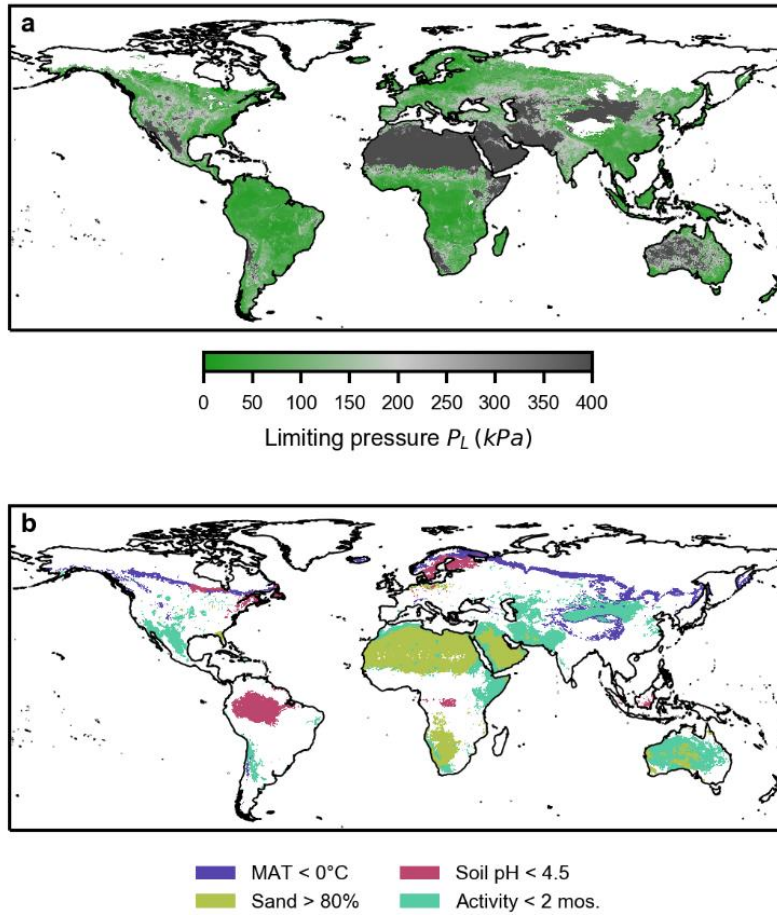 a
0 50 100 150 200 250 300 350 400
Limiting pressure P_L (kPa)
b
MAT < 0°C Soil pH < 4.5
Sand > 80% Activity < 2 mos.